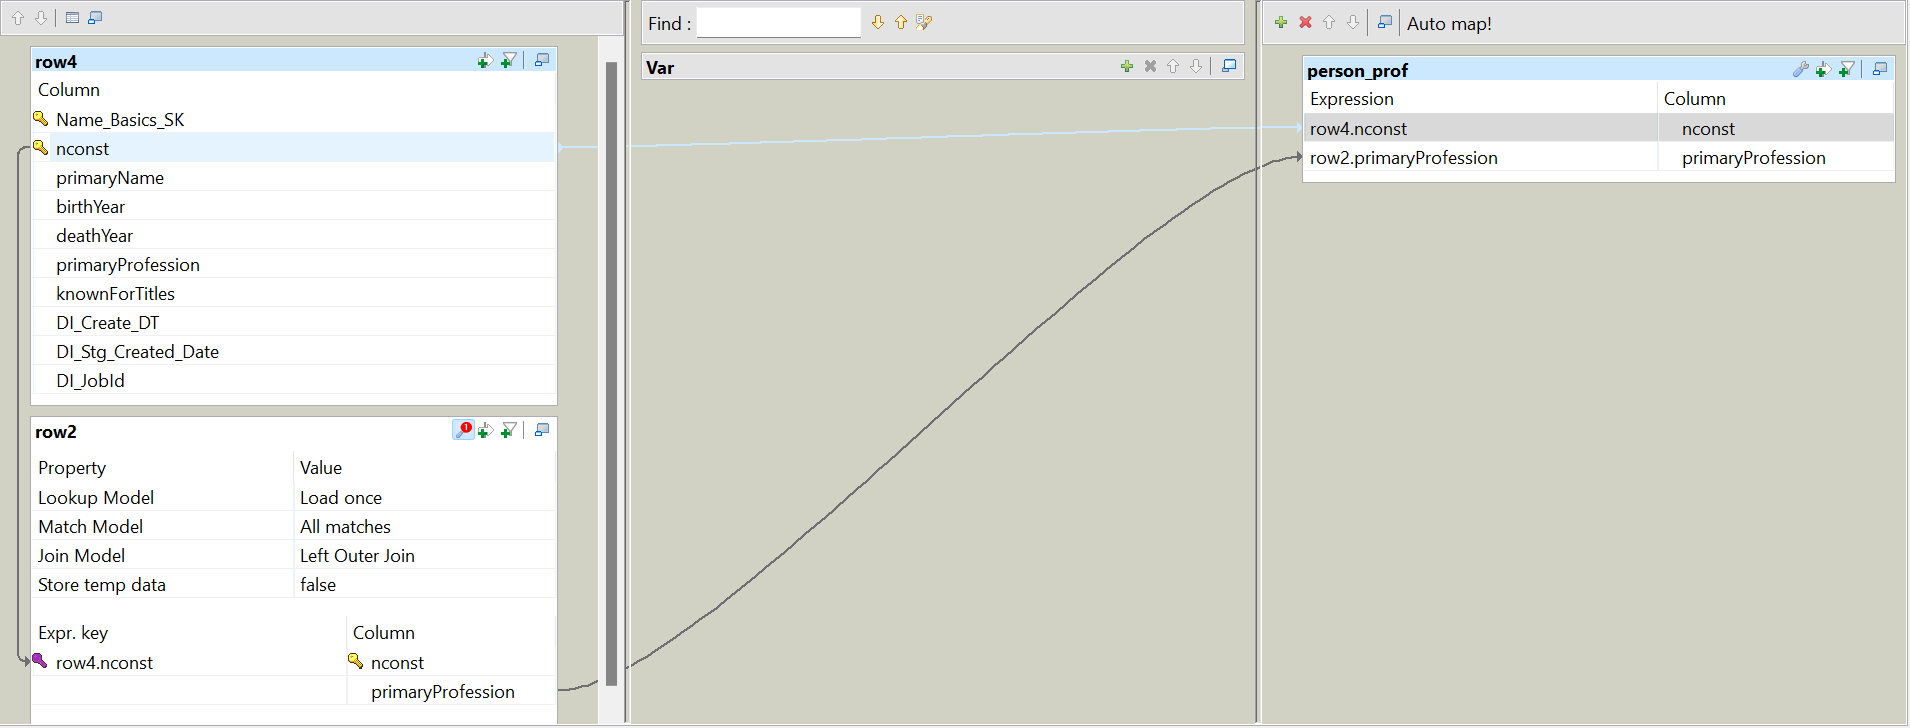 Find :
Auto map!
row4
Column
Name_Basics_SK
nconst
primaryName
birthYear
deathYear
primaryProfession
knownForTitles
DI_Create_DT
DI_Stg_Created_Date
DI_JobId
row2
Property Value
Lookup Model Load once
Match Model All matches
Join Model Left Outer Join
Store temp data false
Expr. key Column
row4.nconst nconst
primaryProfession
Var
person_prof
Expression Column
row4.nconst nconst
row2.primaryProfession primaryProfession